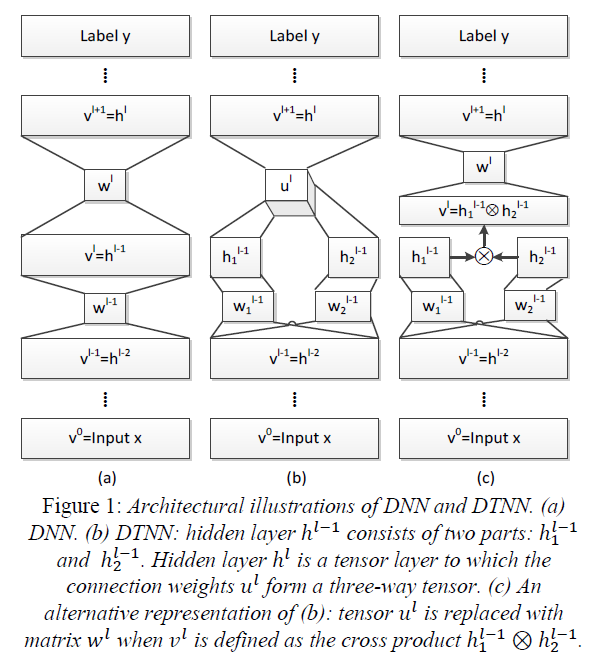 Label y
Label y
Label y
v^{l+1}=h^l
v^{l+1}=h^l
v^{l+1}=h^l
w^l
u^l
w^l
v^l=h_1^{l-1}⊗h_2^{l-1}
v^l=h^{l-1}
h_1^{l-1}
h_2^{l-1}
h_1^{l-1}
⊗
h_2^{l-1}
w^{l-1}
w_1^{l-1}
w_2^{l-1}
w_1^{l-1}
w_2^{l-1}
v^{l-1}=h^{l-2}
v^{l-1}=h^{l-2}
v^{l-1}=h^{l-2}
v^0=Input x
v^0=Input x
v^0=Input x
(a)
(b)
(c)
Figure 1: Architectural illustrations of DNN and DTNN. (a)
DNN. (b) DTNN: hidden layer h^{l-1} consists of two parts: h_1^{l-1}
and h_2^{l-1}. Hidden layer h^l is a tensor layer to which the
connection weights u^l form a three-way tensor. (c) An
alternative representation of (b): tensor u^l is replaced with
matrix w^l when v^l is defined as the cross product h_1^{l-1} ⊗ h_2^{l-1}.